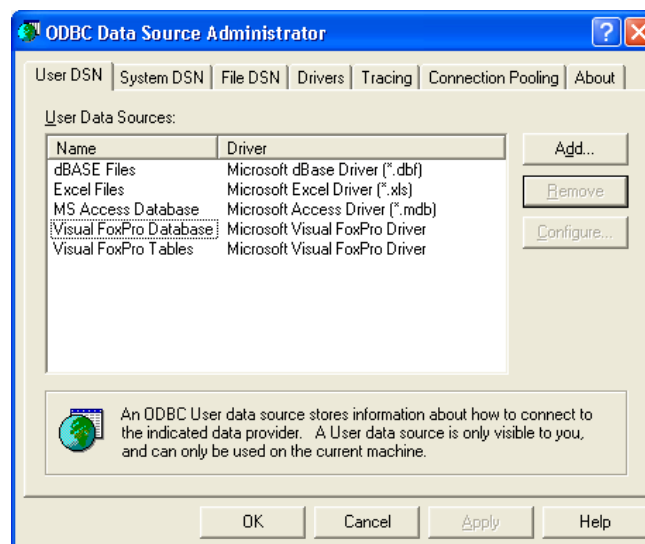 ODBC Data Source Administrator
User DSN System DSN File DSN Drivers Tracing Connection Pooling About
User Data Sources:
Name Driver
dBASE Files Microsoft dBase Driver (*.dbf)
Excel Files Microsoft Excel Driver (*.xls)
MS Access Database Microsoft Access Driver (*.mdb)
Visual FoxPro Database Microsoft Visual FoxPro Driver
Visual FoxPro Tables Microsoft Visual FoxPro Driver
Add...
Remove
Configure...
An ODBC User data source stores information about how to connect to
the indicated data provider. A User data source is only visible to you,
and can only be used on the current machine.
OK Cancel Apply Help